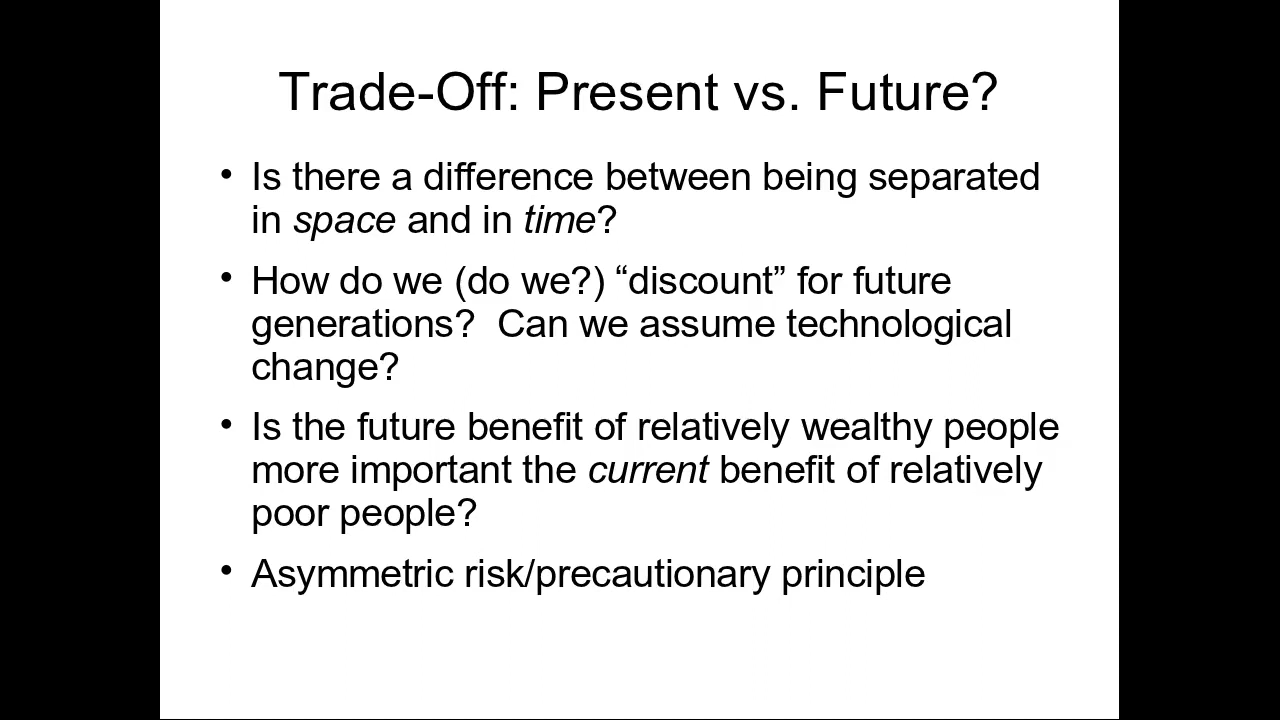 Trade-Off: Present vs. Future?
• Is there a difference between being separated
in space and in time?
• How do we (do we?) “discount” for future
generations?  Can we assume technological
change?
• Is the future benefit of relatively wealthy people
more important the current benefit of relatively
poor people?
• Asymmetric risk/precautionary principle